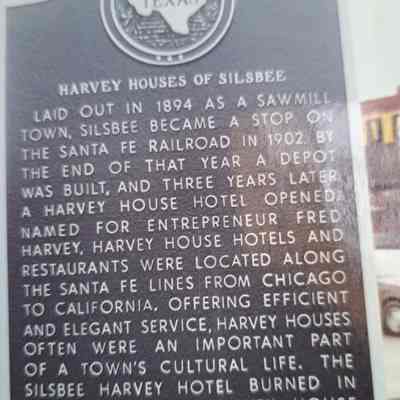 TEXAS
HARVEY HOUSES OF SILSBEE
LAID OUT IN 1894 AS A SAWMILL
TOWN, SILSBEE BECAME A STOP ON
THE SANTA FE RAILROAD IN 1902. BY
THE END OF THAT YEAR A DEPOT
WAS BUILT, AND THREE YEARS LATER
A HARVEY HOUSE HOTEL OPENED.
NAMED FOR ENTREPRENEUR FRED
HARVEY, HARVEY HOUSE HOTELS AND
RESTAURANTS WERE LOCATED ALONG
THE SANTA FE LINES FROM CHICAGO
TO CALIFORNIA. OFFERING EFFICIENT
AND ELEGANT SERVICE, HARVEY HOUSES
OFTEN WERE AN IMPORTANT PART
OF A TOWN'S CULTURAL LIFE. THE
SILSBEE HARVEY HOTEL BURNED IN
HOUSE